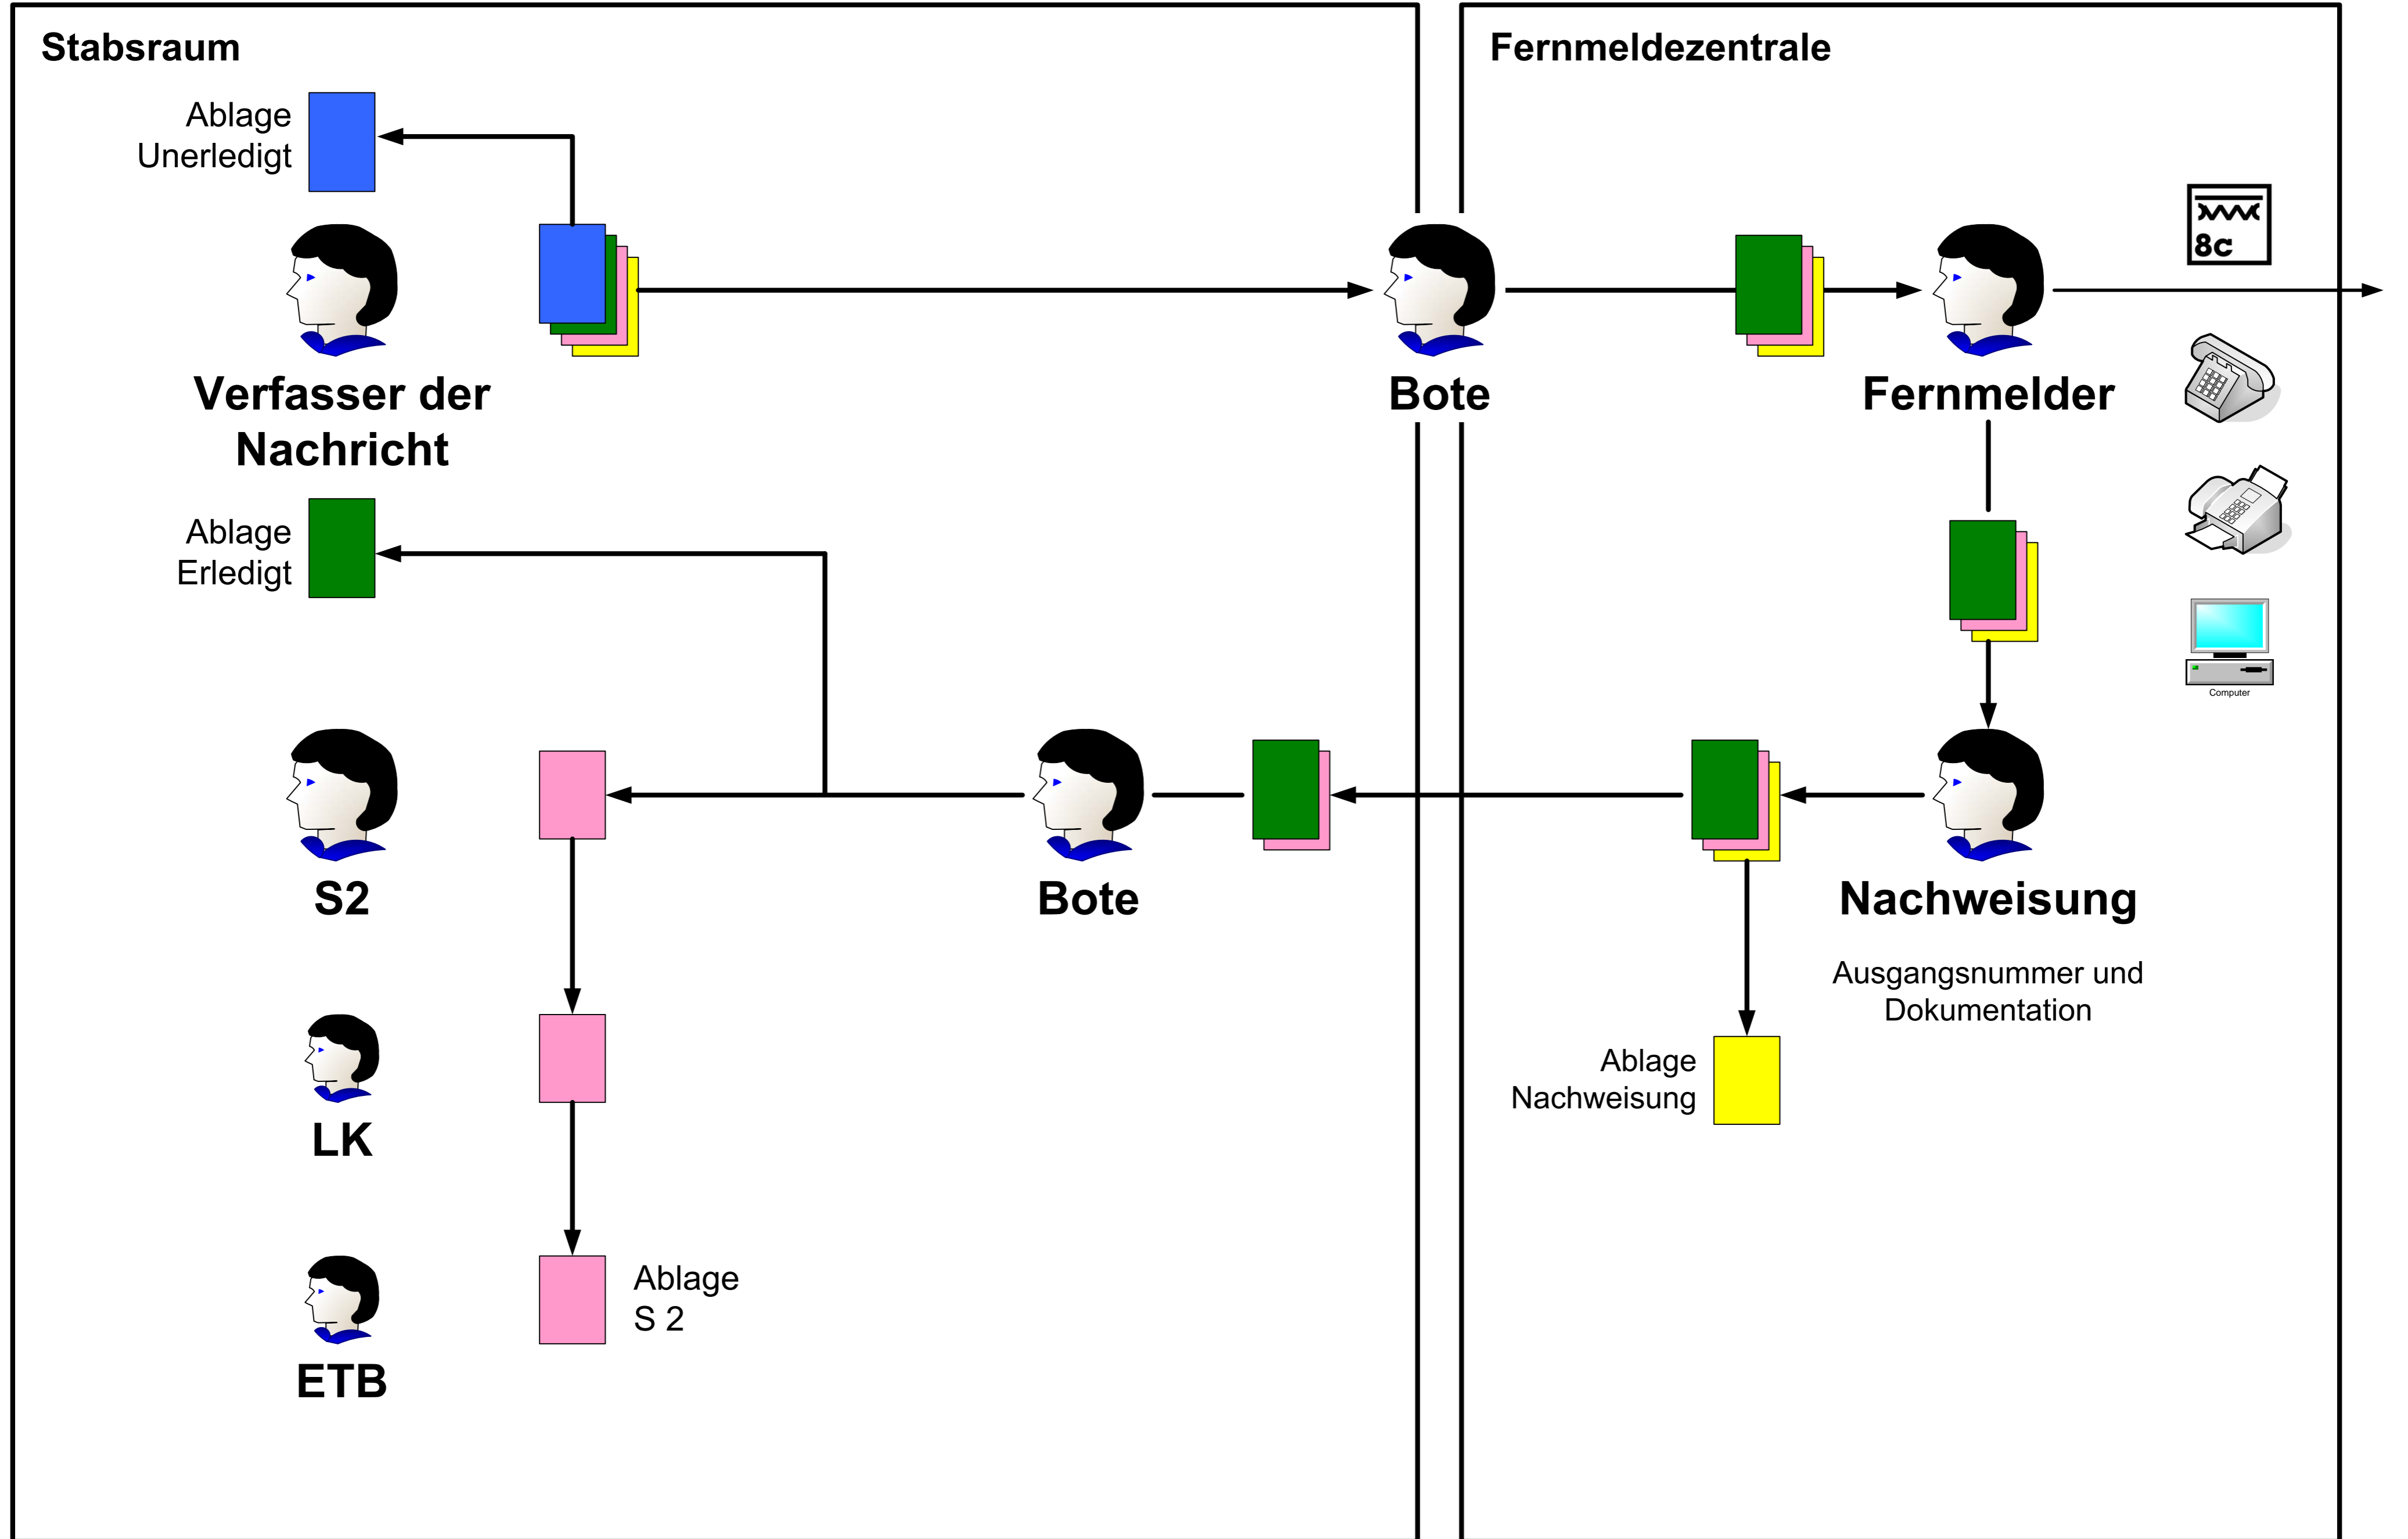 Stabsraum
Fernmeldezentrale
Ablage
Unerledigt
8c
Verfasser der
Nachricht
Bote
Fernmelder
Ablage
Erledigt
Computer
S2
Bote
Nachweisung
Ausgangsnummer und
Dokumentation
Ablage
Nachweisung
LK
Ablage
S 2
ETB